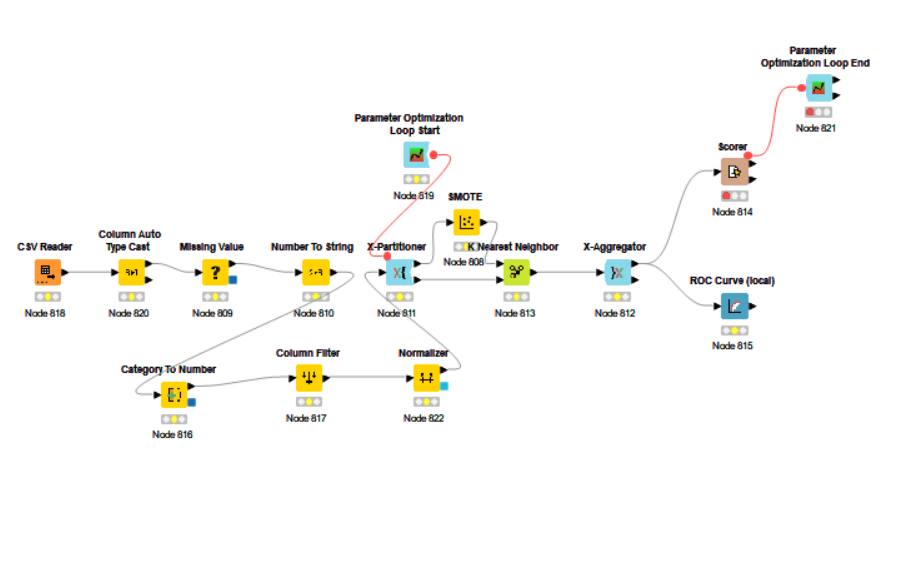 Parameter
Optimization Loop End
Node 821
Parameter Optimization
Loop Start
Node 819
Scorer
Node 814
SMOTE
Node 808
CSV Reader
Node 818
Column Auto
Type Cast
Node 820
Missing Value
Node 809
Number To String
Node 810
X-Partitioner
Node 811
K Nearest Neighbor
Node 813
X-Aggregator
Node 812
ROC Curve (local)
Node 815
Category To Number
Node 816
Column Filter
Node 817
Normalizer
Node 822